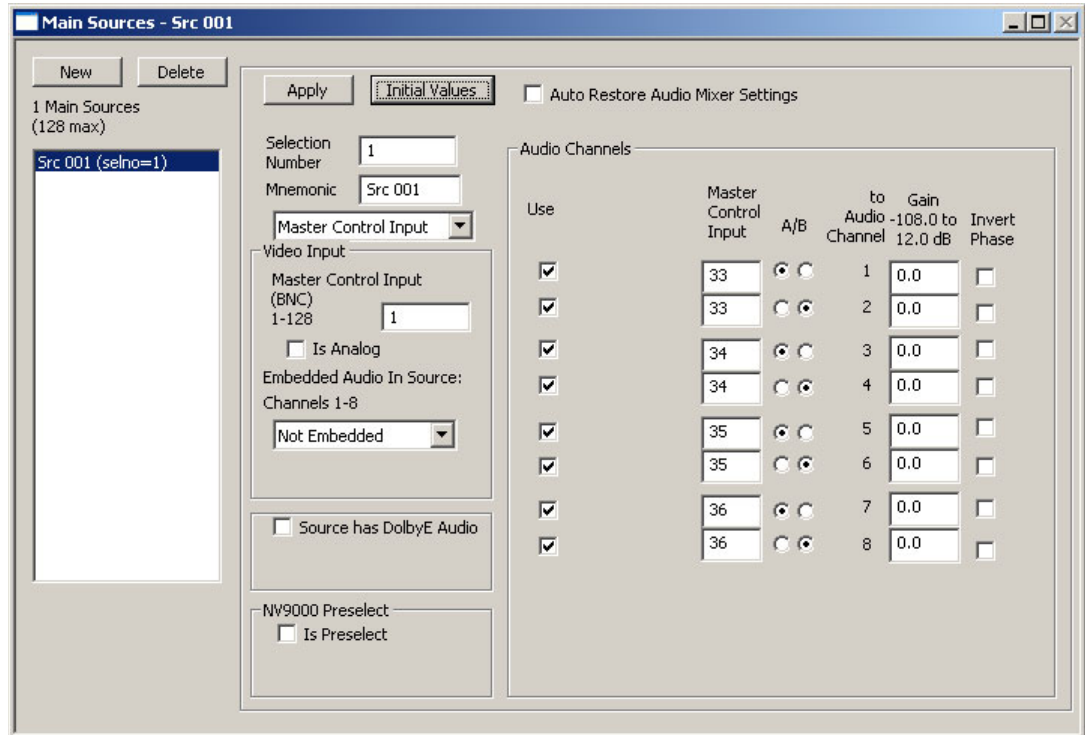 Main Sources - Src 001
New
Delete
1 Main Sources
(128 max)
Src 001 (selno=1)
Apply
Initial Values
Auto Restore Audio Mixer Settings
Selection
Number
1
Mnemonic
Src 001
Master Control Input
Video Input
Master Control Input
(BNC)
1-128
1
Is Analog
Embedded Audio In Source:
Channels 1-8
Not Embedded
Source has DolbyE Audio
NV9000 Preselect
Is Preselect
Audio Channels
Use
Master
Control
Input
A/B
to
Audio
Channel
Gain
-108.0 to
12.0 dB
Invert
Phase
33 1 0.0
33 2 0.0
34 3 0.0
34 4 0.0
35 5 0.0
35 6 0.0
36 7 0.0
36 8 0.0